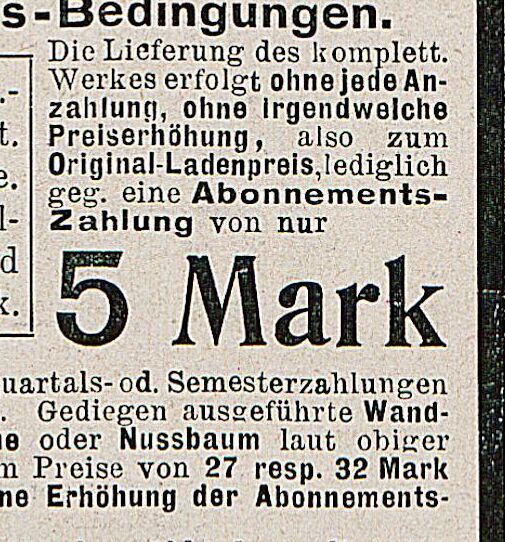 s-Bedingungen.
Die Lieferung des komplett.
Werkes erfolgt ohne jede An-
zahlung, ohne irgendwelche
Preiserhöhung, also zum
Original-Ladenpreis, lediglich
geg. eine Abonnements-
Zahlung von nur
5 Mark
.-
t.
e.
l-
d
k.
uartals- od. Semesterzahlungen
. Gediegen ausgeführte Wand-
ne oder Nussbaum laut obiger
m Preise von 27 resp. 32 Mark
ne Erhöhung der Abonnements-